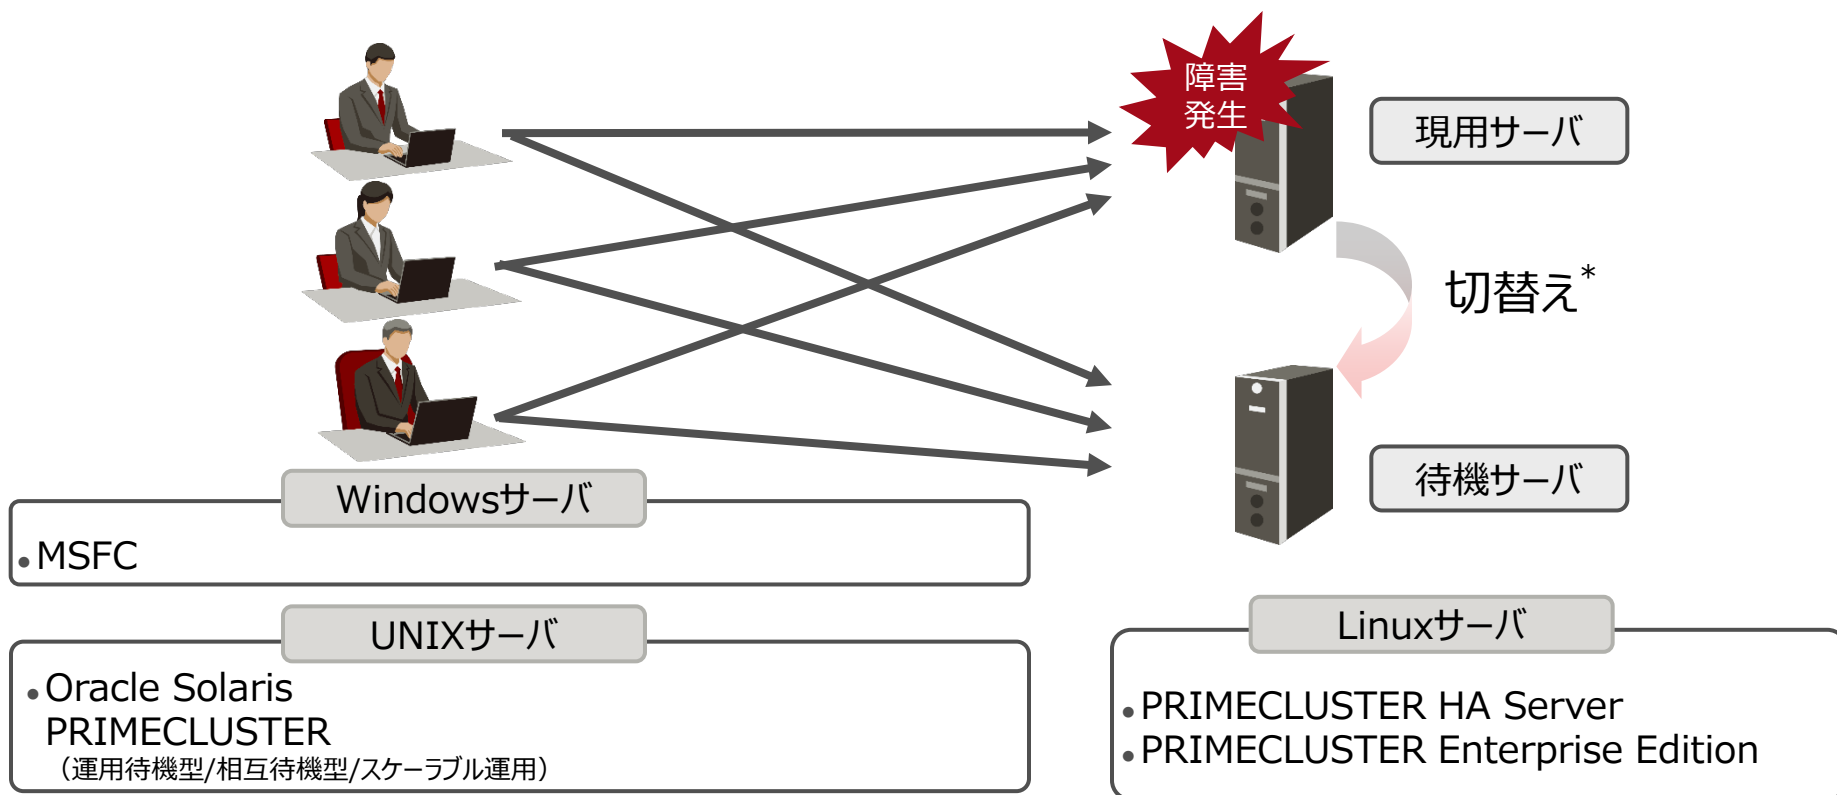 障害
発生
現用サーバ
切替え*
待機サーバ
Windowsサーバ
•MSFC
UNIXサーバ
•Oracle Solaris
PRIMECLUSTER
（運用待機型/相互待機型/スケーラブル運用）
Linuxサーバ
•PRIMECLUSTER HA Server
•PRIMECLUSTER Enterprise Edition